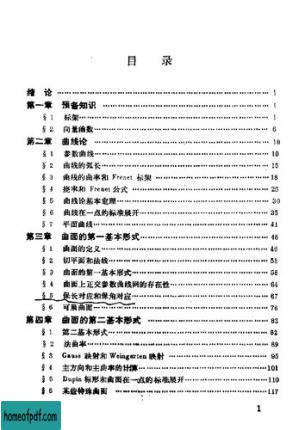 目 录
绪 论 1
第一章 预备知识 1
§1 标架 1
§2 向量函数 6
第二章 曲线论 10
§1 参数曲线 10
§2 曲线的弧长 15
§3 曲线的曲率和 Frenet 标架 18
§4 挠率和 Frenet 公式 25
§5 曲线论基本定理 30
§6 曲线在一点的标准展开 35
§7 平面曲线 41
第三章 曲面的第一基本形式 46
§1 曲面的定义 46
§2 切平面和法线 51
§3 曲面的第一基本形式 56
§4 曲面上正交参数曲线网的存在性 64
§5 保长对应和保角对应 67
§6 可展曲面 76
第四章 曲面的第二基本形式 82
§1 第二基本形式 82
§2 法曲率 89
§3 Gauss 映射和 Weingarten 映射 95
§4 主方向和主曲率的计算 101
§5 Dupin 标形和曲面在一点的标准展开 110
§6 某些特殊曲面 117
1
homeofpdf.com